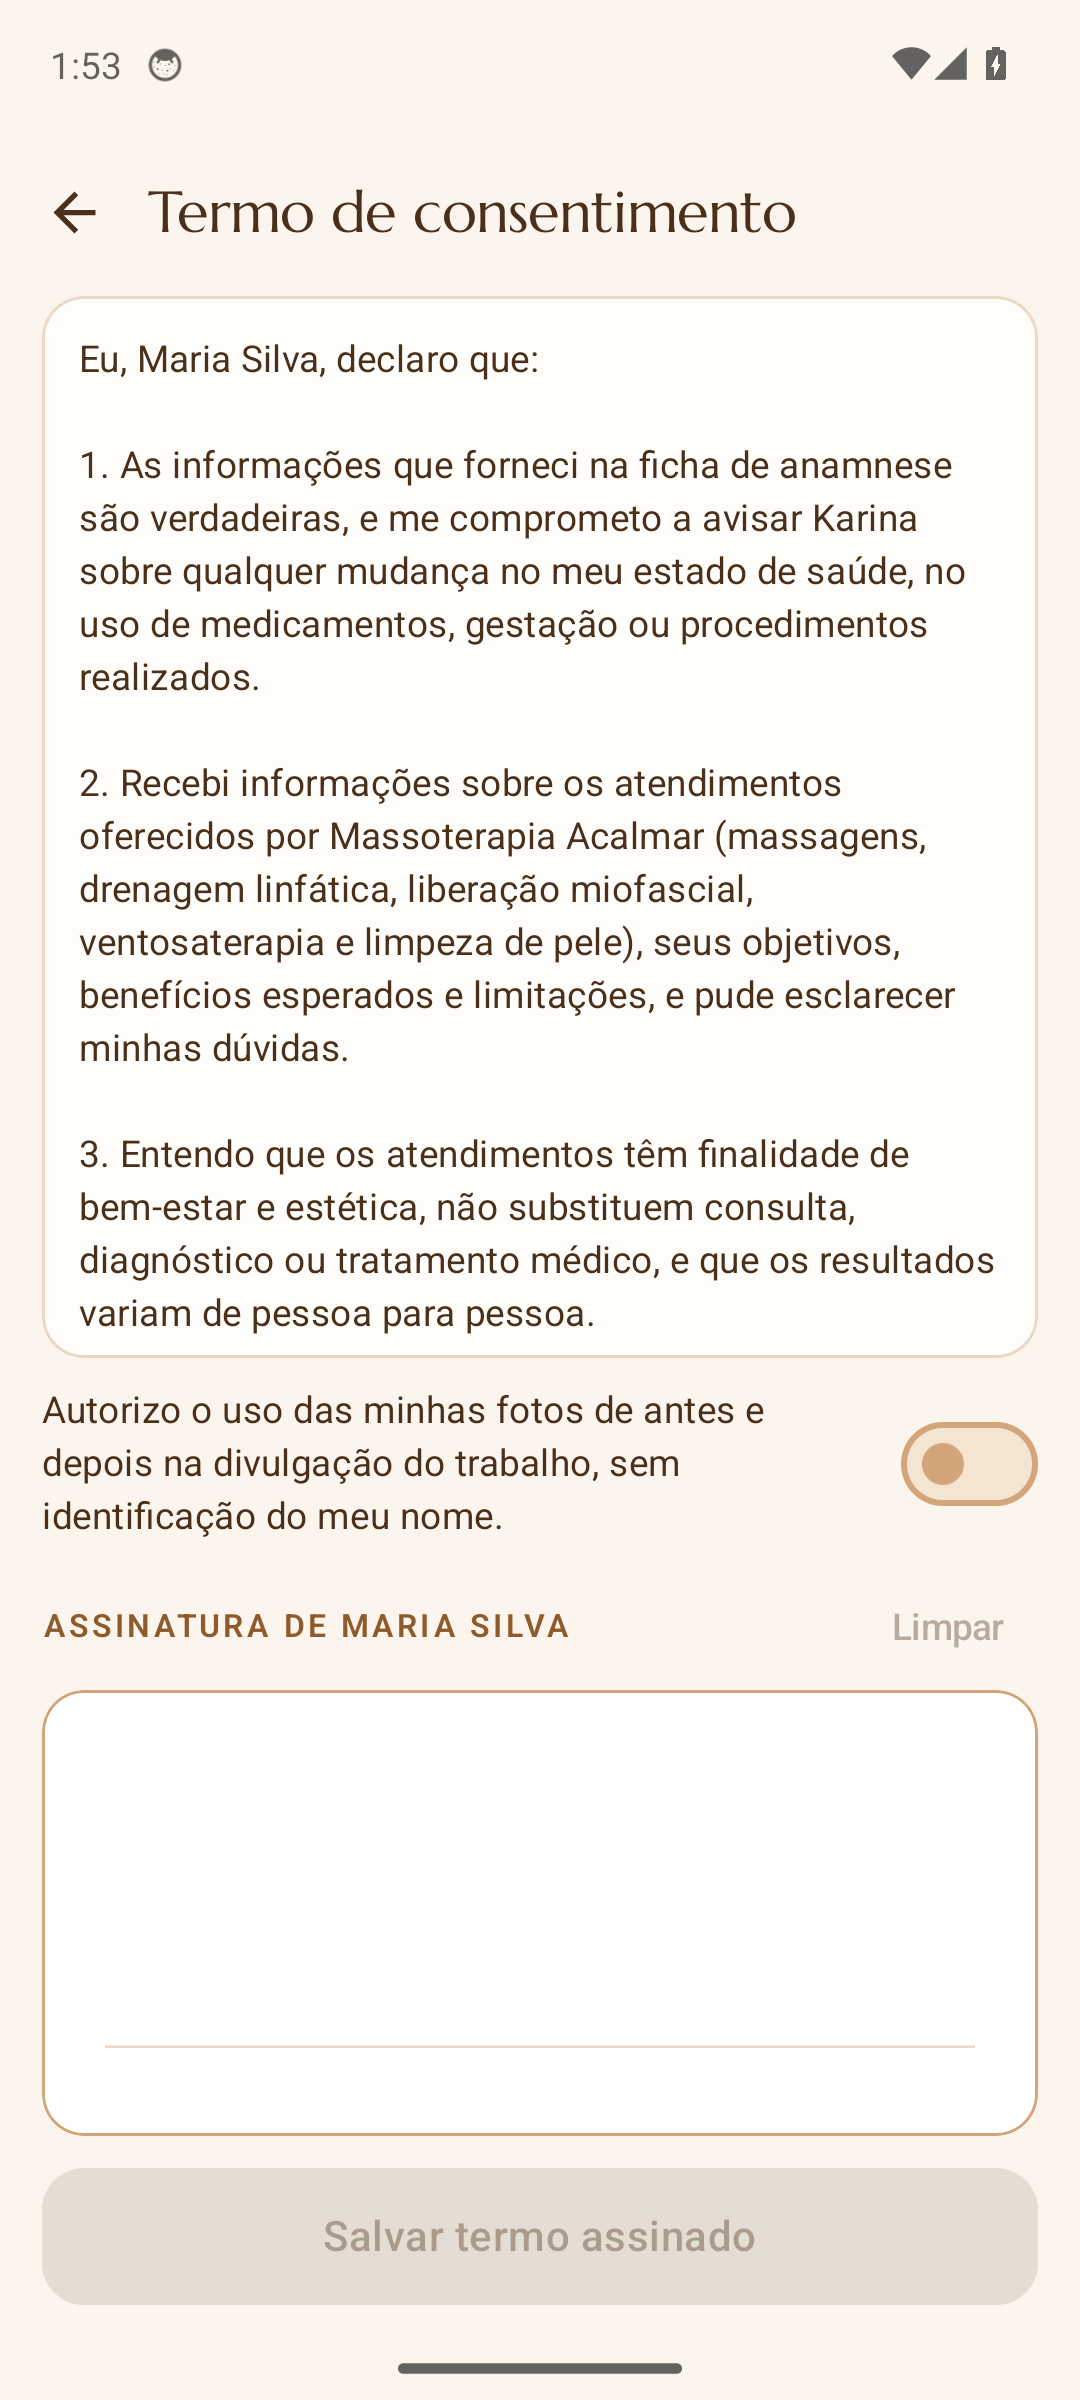 1:53
Termo de consentimento
Eu, Maria Silva, declaro que:
1. As informações que forneci na ficha de anamnese
são verdadeiras, e me comprometo a avisar Karina
sobre qualquer mudança no meu estado de saúde, no
uso de medicamentos, gestação ou procedimentos
realizados.
2. Recebi informações sobre os atendimentos
oferecidos por Massoterapia Acalmar (massagens,
drenagem linfática, liberação miofascial,
ventosaterapia e limpeza de pele), seus objetivos,
benefícios esperados e limitações, e pude esclarecer
minhas dúvidas.
3. Entendo que os atendimentos têm finalidade de
bem-estar e estética, não substituem consulta,
diagnóstico ou tratamento médico, e que os resultados
variam de pessoa para pessoa.
Autorizo o uso das minhas fotos de antes e
depois na divulgação do trabalho, sem
identificação do meu nome.
ASSINATURA DE MARIA SILVA
Limpar
Salvar termo assinado